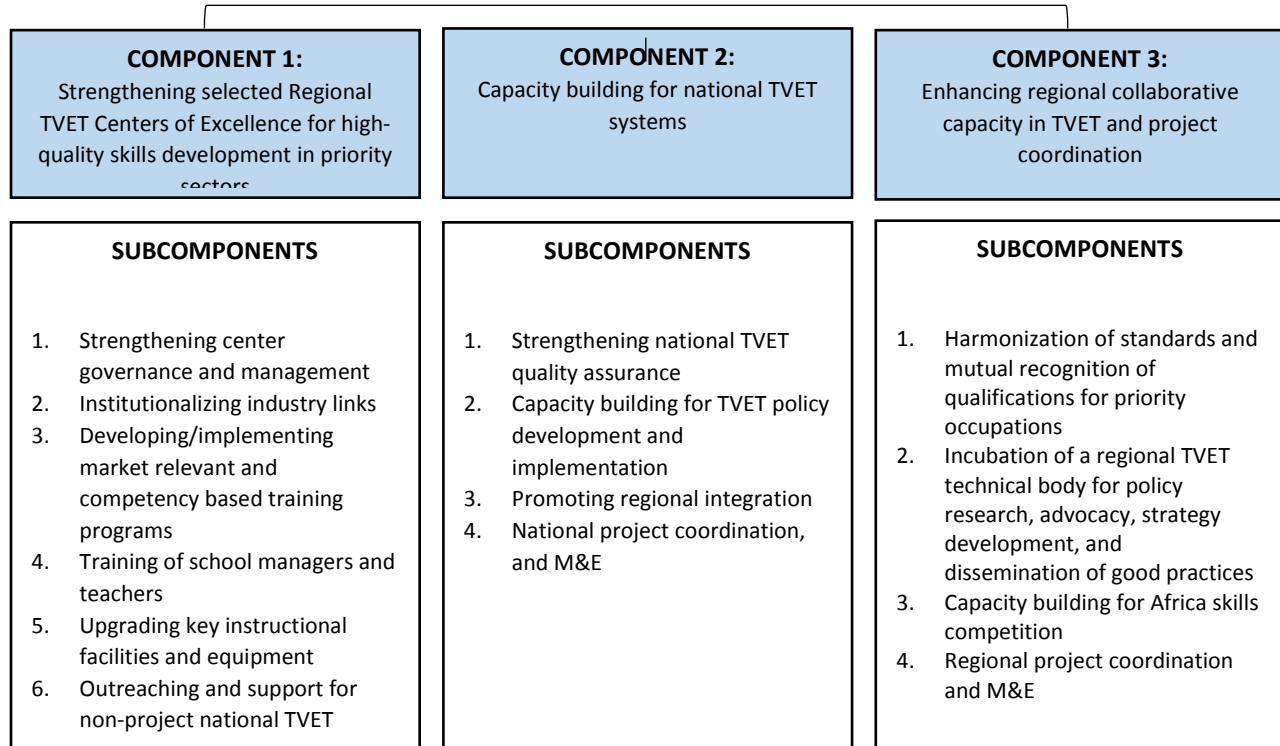 COMPONENT 1:
Strengthening selected Regional
TVET Centers of Excellence for high-
quality skills development in priority
sectors
SUBCOMPONENTS
1. Strengthening center
governance and management
2. Institutionalizing industry links
3. Developing/implementing
market relevant and
competency based training
programs
4. Training of school managers and
teachers
5. Upgrading key instructional
facilities and equipment
6. Outreaching and support for
non-project national TVET
COMPONENT 2:
Capacity building for national TVET
systems
SUBCOMPONENTS
1. Strengthening national TVET
quality assurance
2. Capacity building for TVET policy
development and
implementation
3. Promoting regional integration
4. National project coordination,
and M&E
COMPONENT 3:
Enhancing regional collaborative
capacity in TVET and project
coordination
SUBCOMPONENTS
1. Harmonization of standards and
mutual recognition of
qualifications for priority
occupations
2. Incubation of a regional TVET
technical body for policy
research, advocacy, strategy
development, and
dissemination of good practices
3. Capacity building for Africa skills
competition
4. Regional project coordination
and M&E